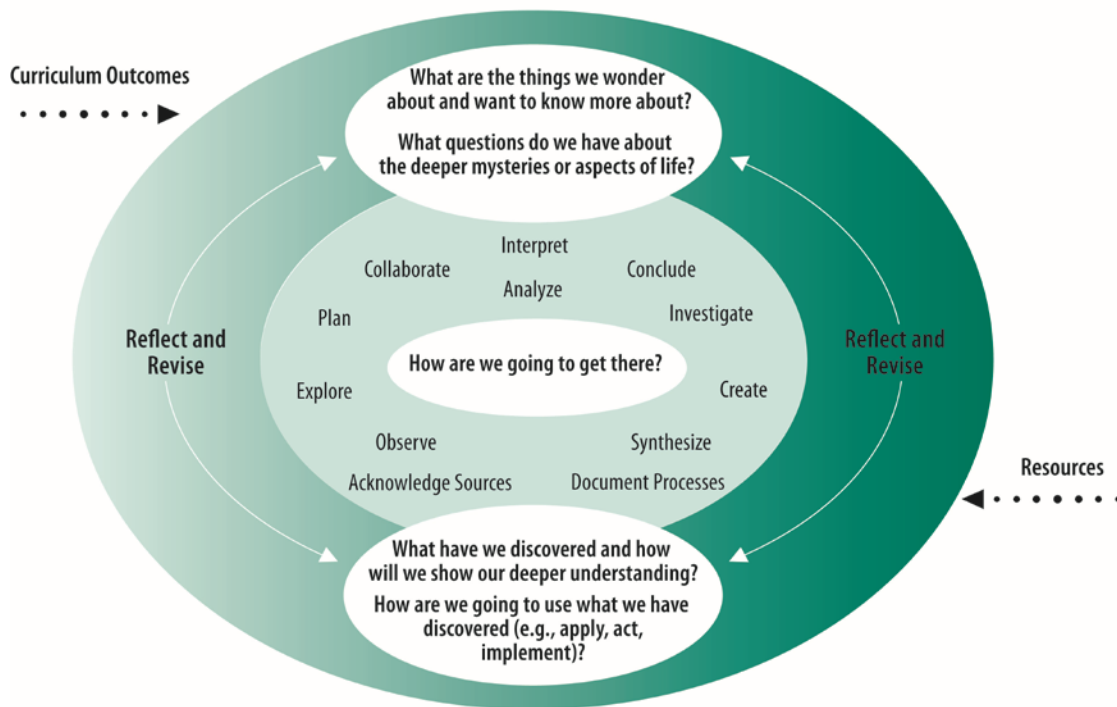 Curriculum Outcomes
What are the things we wonder
about and want to know more about?
What questions do we have about
the deeper mysteries or aspects of life?
Interpret
Collaborate
Conclude
Analyze
Plan
Investigate
Reflect and
Revise
How are we going to get there?
Reflect and
Revise
Explore
Create
Observe
Synthesize
Acknowledge Sources
Document Processes
Resources
What have we discovered and how
will we show our deeper understanding?
How are we going to use what we have
discovered (e.g., apply, act,
implement)?